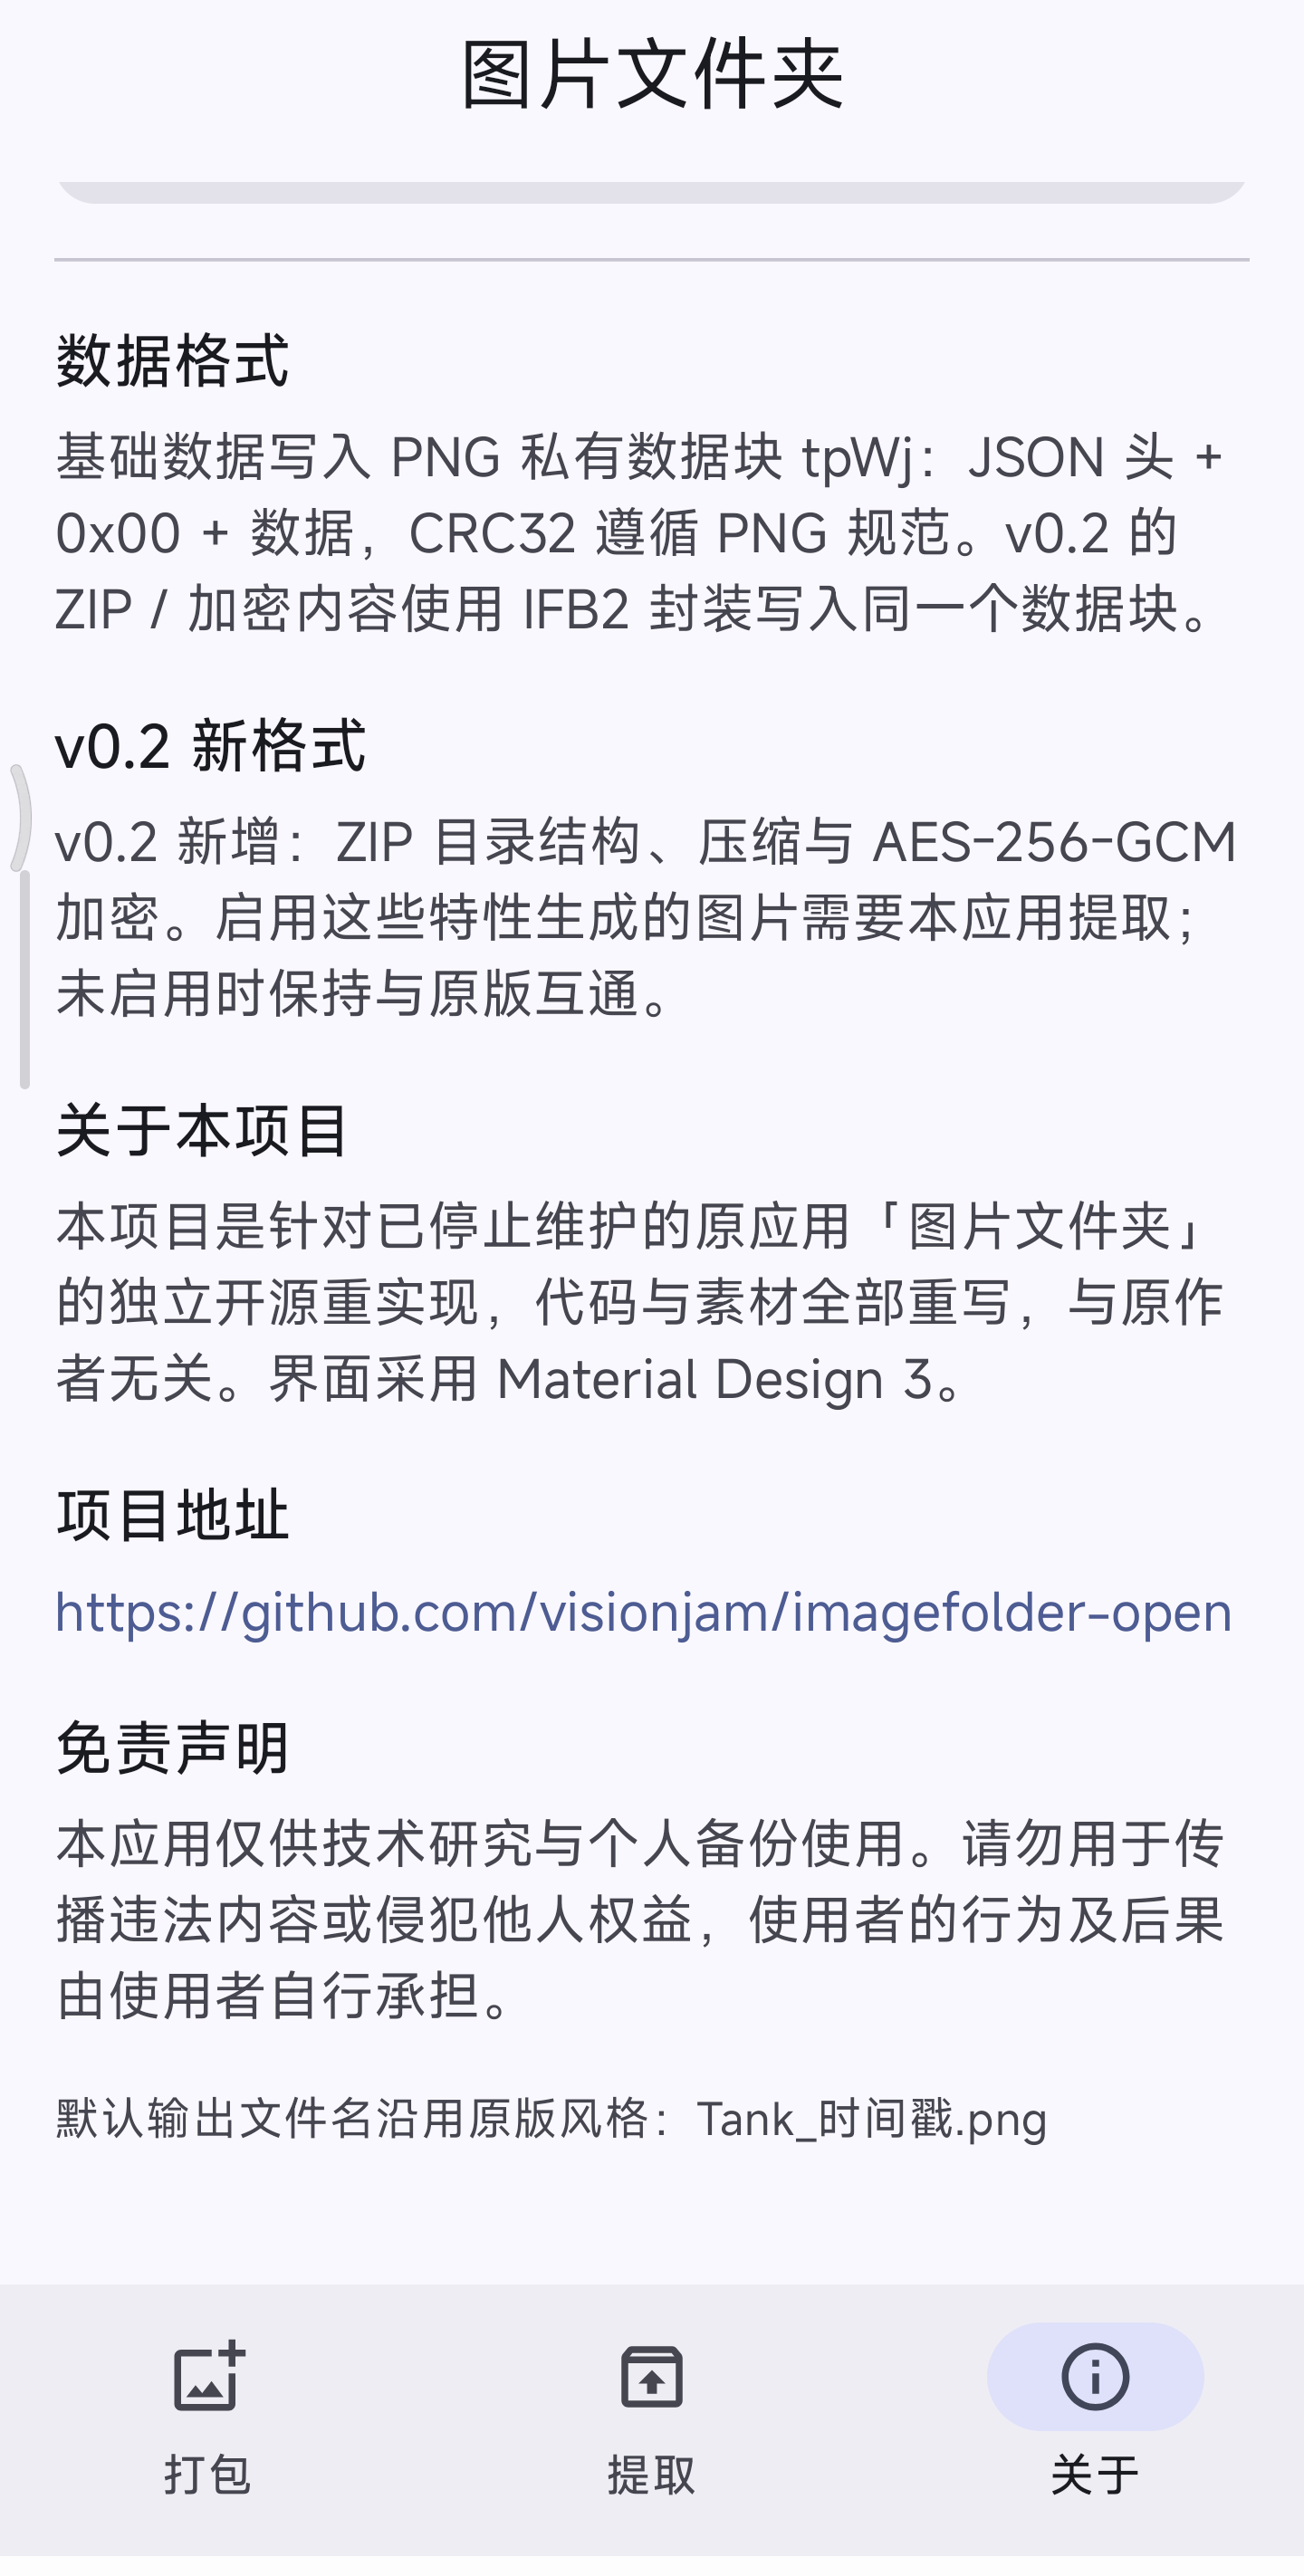 图片文件夹
数据格式
基础数据写入 PNG 私有数据块 tpWj：JSON 头 +
0x00 + 数据，CRC32 遵循 PNG 规范。v0.2 的
ZIP / 加密内容使用 IFB2 封装写入同一个数据块。
v0.2 新格式
v0.2 新增：ZIP 目录结构、压缩与 AES-256-GCM
加密。启用这些特性生成的图片需要本应用提取；
未启用时保持与原版互通。
关于本项目
本项目是针对已停止维护的原应用「图片文件夹」
的独立开源重实现，代码与素材全部重写，与原作
者无关。界面采用 Material Design 3。
项目地址
https://github.com/visionjam/imagefolder-open
免责声明
本应用仅供技术研究与个人备份使用。请勿用于传
播违法内容或侵犯他人权益，使用者的行为及后果
由使用者自行承担。
默认输出文件名沿用原版风格：Tank_时间戳.png
打包
提取
关于